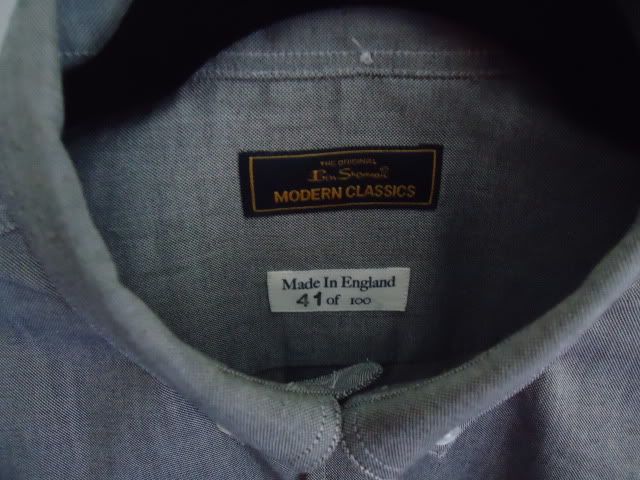 THE ORIGINAL
Ben Sherman
MODERN CLASSICS
Made In England
41 of 100